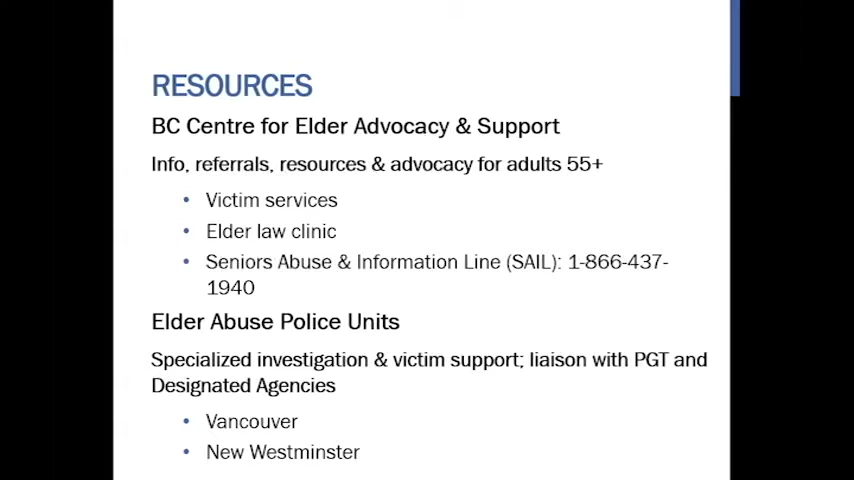 RESOURCES
BC Centre for Elder Advocacy & Support
Info, referrals, resources & advocacy for adults 55+
• Victim services
• Elder law clinic
• Seniors Abuse & Information Line (SAIL): 1-866-437-
1940
Elder Abuse Police Units
Specialized investigation & victim support; liaison with PGT and
Designated Agencies
• Vancouver
• New Westminster